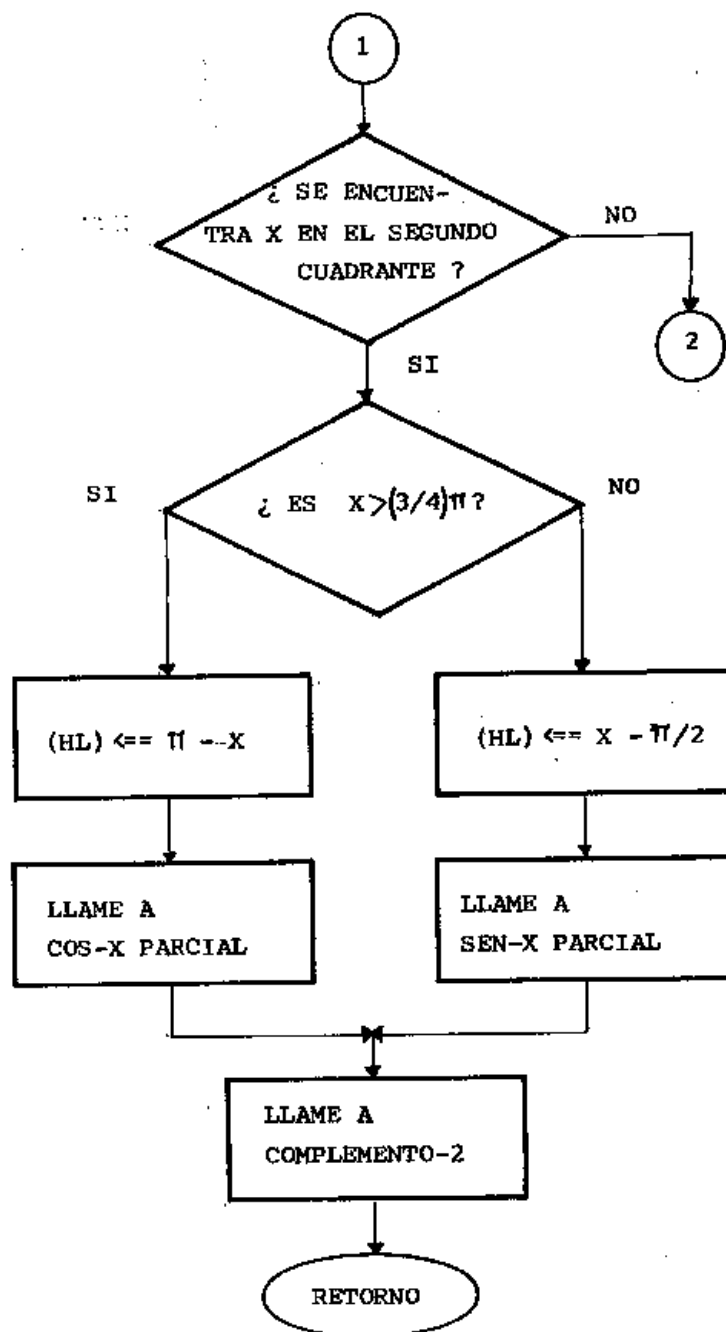 1
¿ SE ENCUEN-
TRA X EN EL SEGUNDO
CUADRANTE ?
NO
2
SI
SI
¿ ES X>(3/4)π?
NO
(HL) <== π - X
(HL) <== X - π/2
LLAME A
COS-X PARCIAL
LLAME A
SEN-X PARCIAL
LLAME A
COMPLEMENTO-2
RETORNO